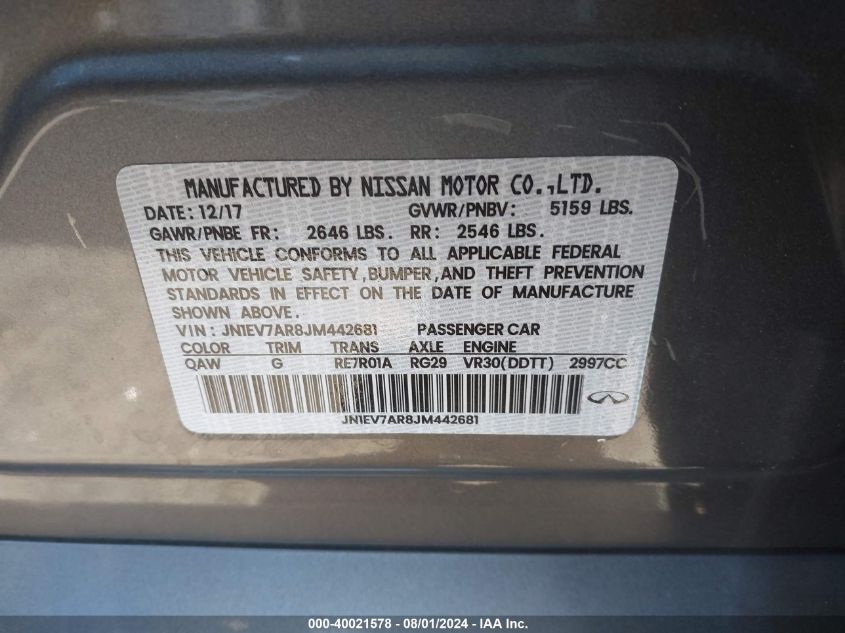 MANUFACTURED BY NISSAN MOTOR CO.,LTD.
DATE: 12/17 GVWR/PNBV: 5159 LBS.
GAWR/PNBE FR: 2646 LBS. RR: 2546 LBS.
THIS VEHICLE CONFORMS TO ALL APPLICABLE FEDERAL
MOTOR VEHICLE SAFETY,BUMPER,AND THEFT PREVENTION
STANDARDS IN EFFECT ON THE DATE OF MANUFACTURE
SHOWN ABOVE.
VIN: JN1EV7AR8JM442681 PASSENGER CAR
COLOR TRIM TRANS AXLE ENGINE
QAW G RE7R01A RG29 VR30(DDTT) 2997CC
JN1EV7AR8JM442681
000-40021578 - 08/01/2024 - IAA Inc.